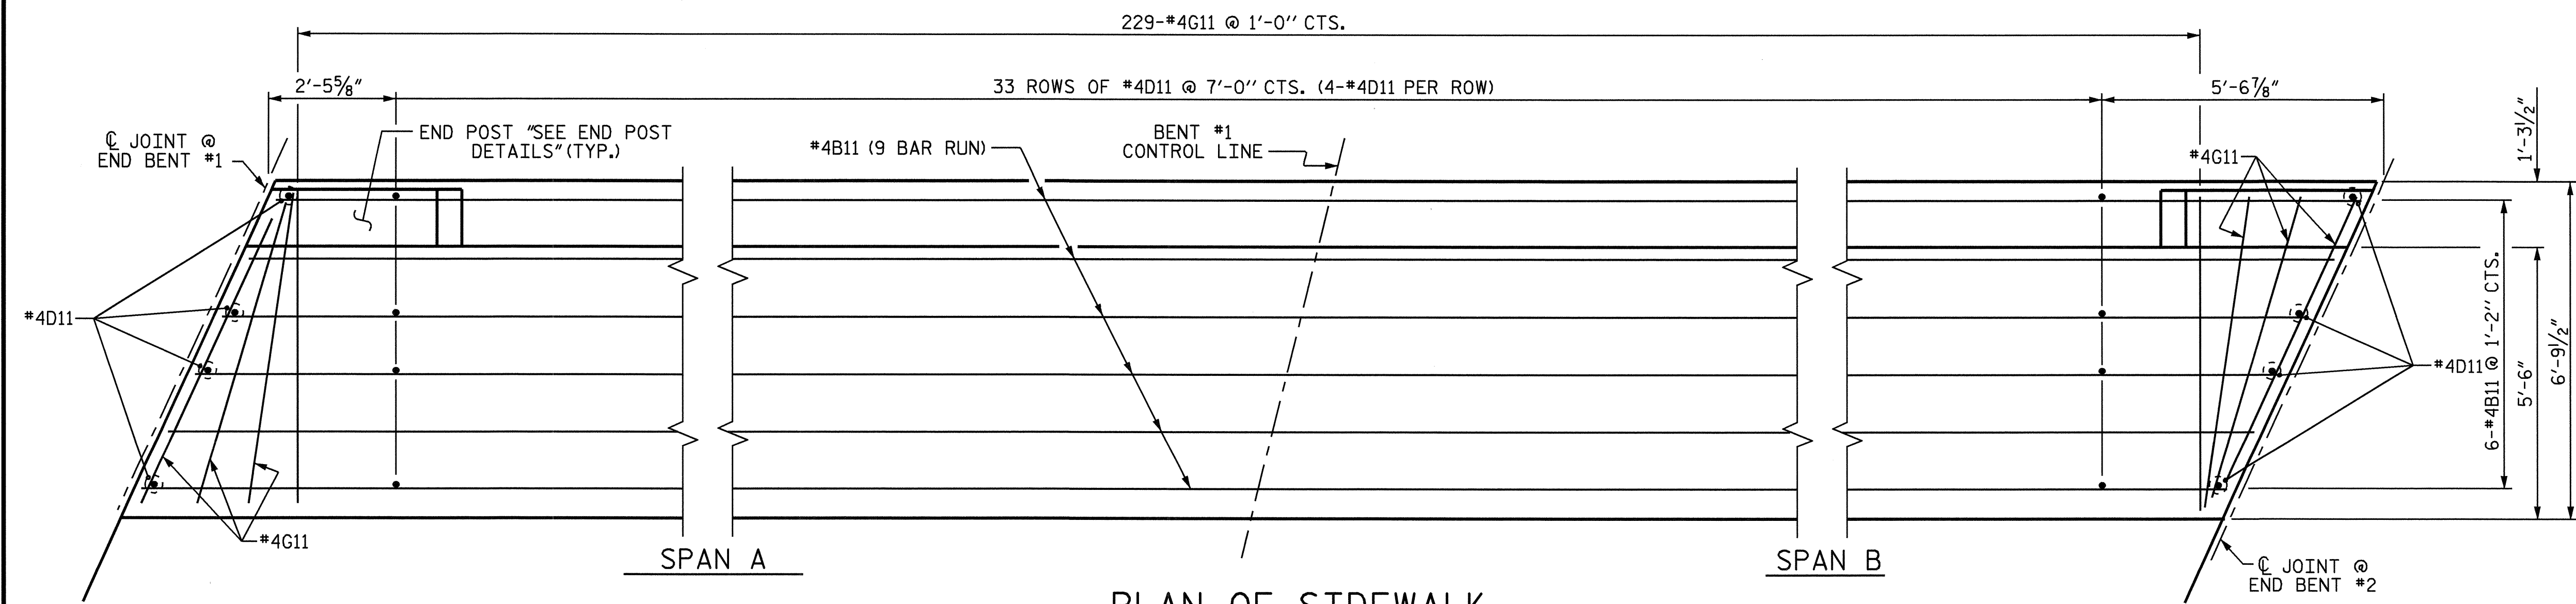 229-#4G11 @ 1'-0" CTS.
2'-5⅝"
33 ROWS OF #4D11 @ 7'-0" CTS. (4-#4D11 PER ROW)
5'-6⅞"
℄ JOINT @
END BENT #1
END POST "SEE END POST
DETAILS" (TYP.)
#4B11 (9 BAR RUN)
BENT #1
CONTROL LINE
#4G11
1'-3½"
#4D11
#4D11
6-#4B11 @ 1'-2" CTS.
5'-6"
6'-9½"
#4G11
SPAN A
SPAN B
℄ JOINT @
END BENT #2
PLAN OF SIDEWALK